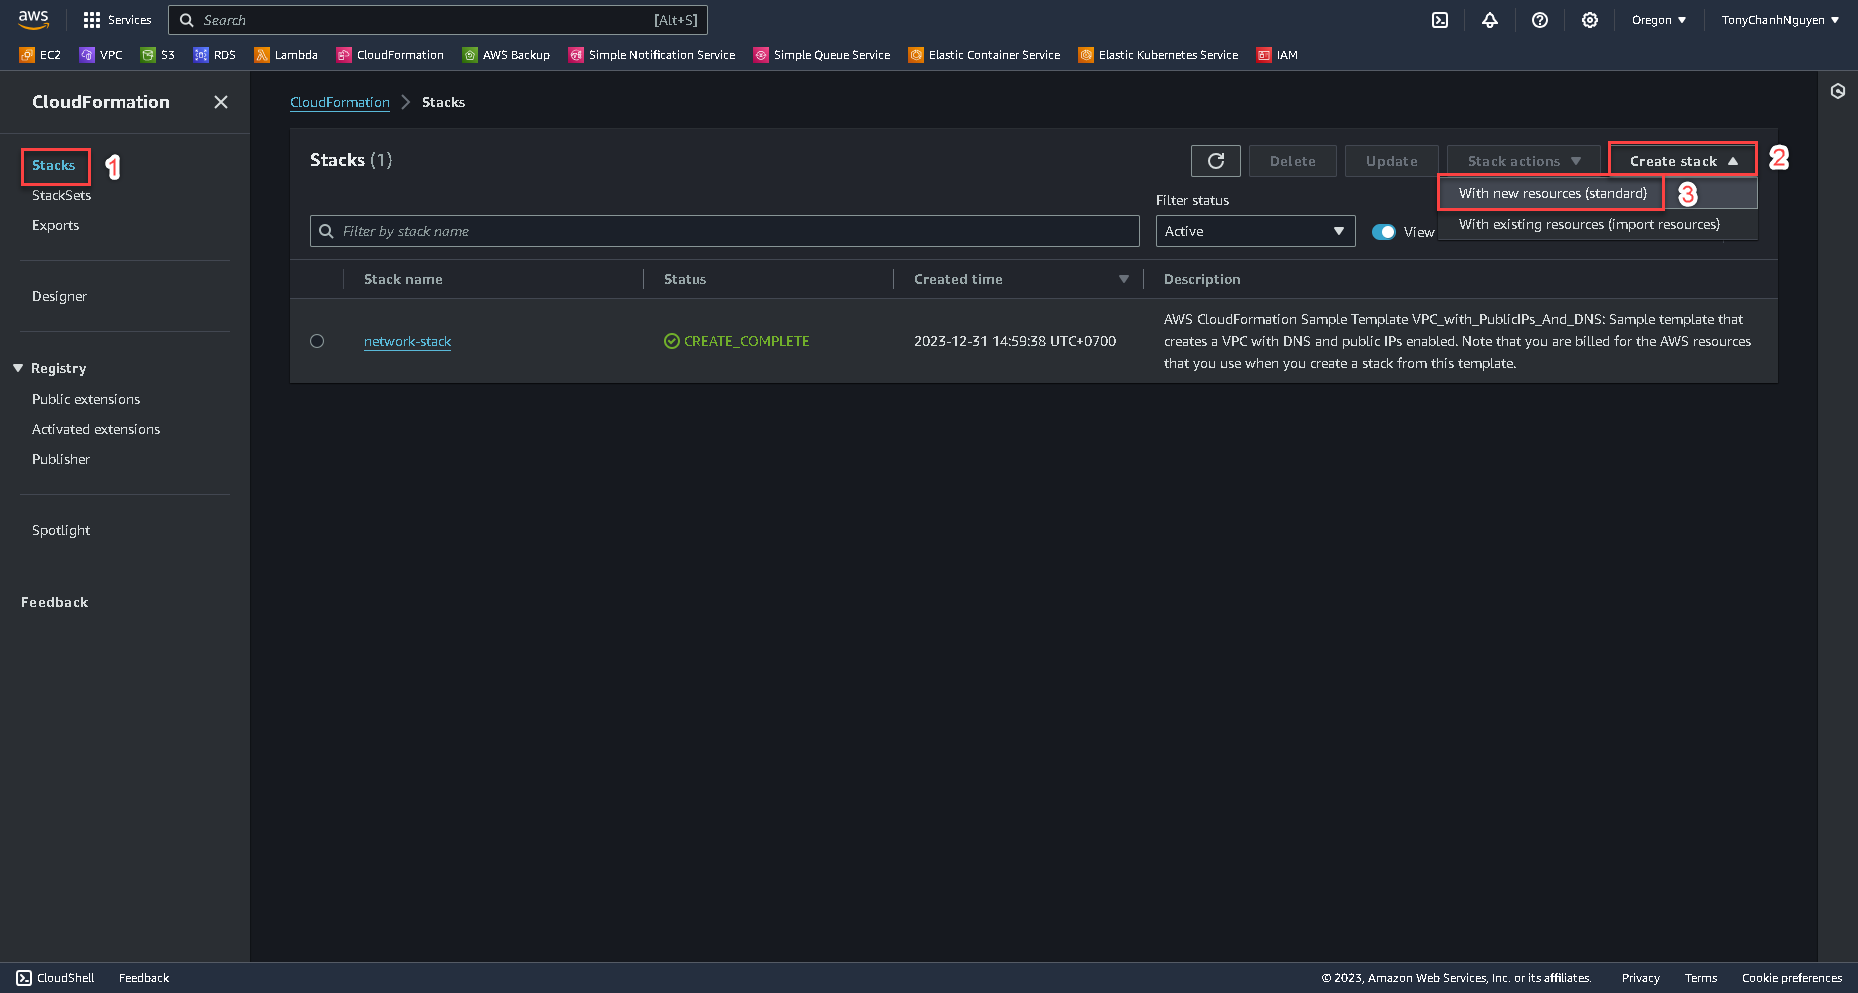 aws
Services
Search
[Alt+S]
Oregon
TonyChanhNguyen
EC2
VPC
S3
RDS
Lambda
CloudFormation
AWS Backup
Simple Notification Service
Simple Queue Service
Elastic Container Service
Elastic Kubernetes Service
IAM
CloudFormation
Stacks
1
StackSets
Exports
Designer
Registry
Public extensions
Activated extensions
Publisher
Spotlight
Feedback
CloudFormation
Stacks
Stacks (1)
Delete
Update
Stack actions
Create stack
2
With new resources (standard)
3
With existing resources (import resources)
Filter by stack name
Filter status
Active
View
Stack name
Status
Created time
Description
network-stack
CREATE_COMPLETE
2023-12-31 14:59:38 UTC+0700
AWS CloudFormation Sample Template VPC_with_PublicIPs_And_DNS: Sample template that
creates a VPC with DNS and public IPs enabled. Note that you are billed for the AWS resources
that you use when you create a stack from this template.
CloudShell
Feedback
© 2023, Amazon Web Services, Inc. or its affiliates.
Privacy
Terms
Cookie preferences